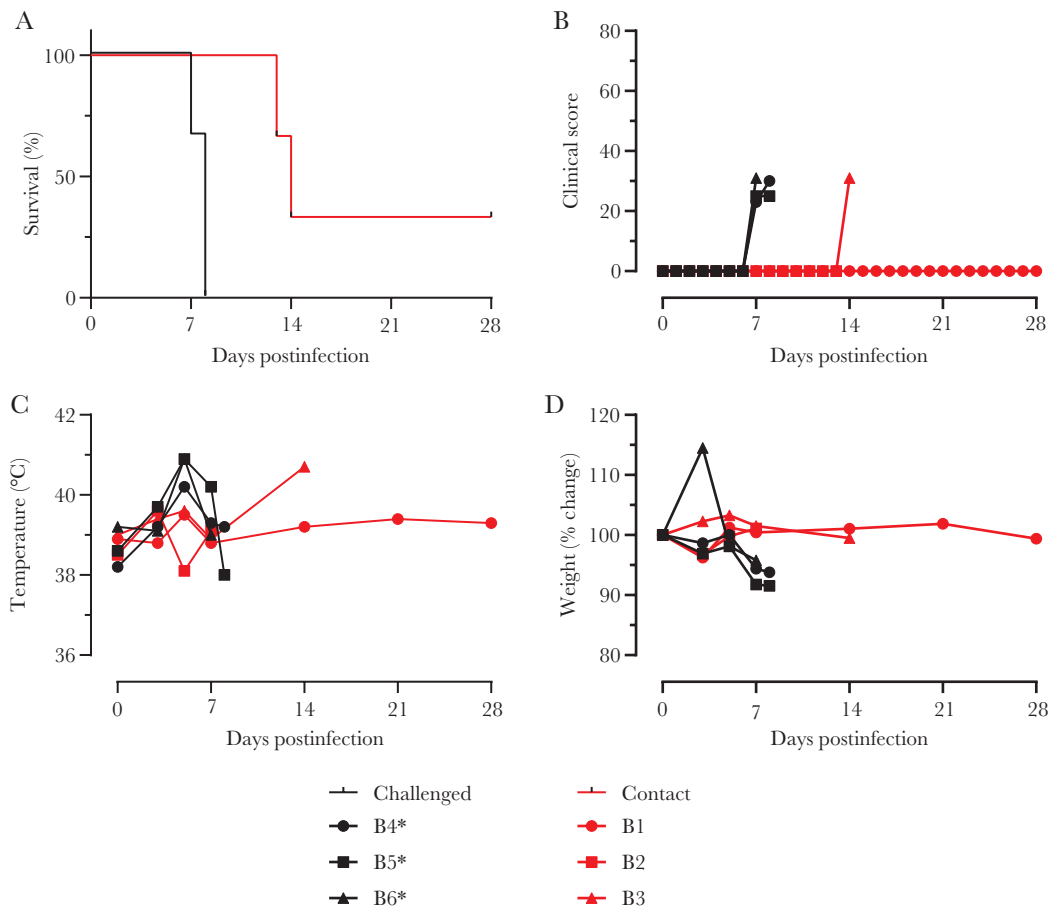 A
Survival (%)
100
50
0
0 7 14 21 28
Days postinfection
B
Clinical score
80
60
40
20
0
0 7 14 21 28
Days postinfection
C
Temperature (°C)
42
40
38
36
0 7 14 21 28
Days postinfection
D
Weight (% change)
120
110
100
90
80
0 7 14 21 28
Days postinfection
Challenged
B4*
B5*
B6*
Contact
B1
B2
B3